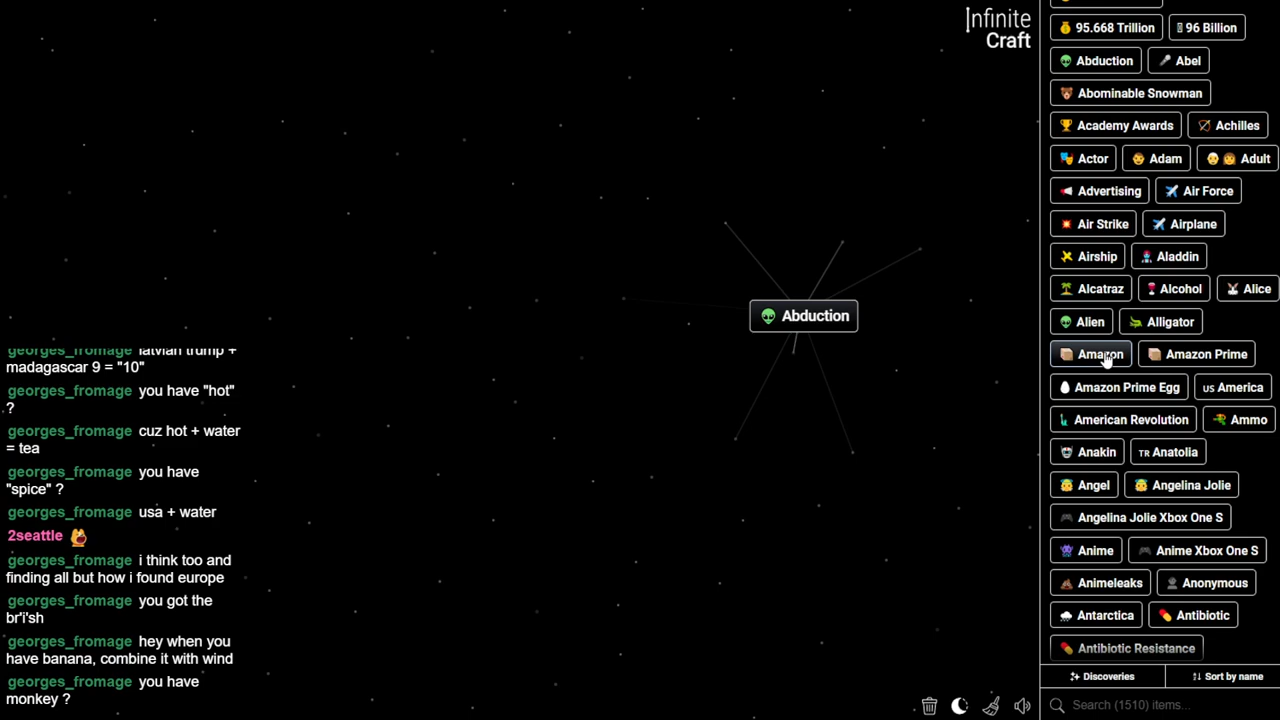 Infinite
Craft
95.668 Trillion
96 Billion
Abduction
Abel
Abominable Snowman
Academy Awards
Achilles
Actor
Adam
Adult
Advertising
Air Force
Air Strike
Airplane
Airship
Aladdin
Alcatraz
Alcohol
Alice
Alien
Alligator
Amazon
Amazon Prime
Amazon Prime Egg
US America
American Revolution
Ammo
Anakin
TR Anatolia
Angel
Angelina Jolie
Angelina Jolie Xbox One S
Anime
Anime Xbox One S
Animeleaks
Anonymous
Antarctica
Antibiotic
Antibiotic Resistance
Discoveries
Sort by name
Search (1510) items...
Abduction
georges_fromage latvian trump +
madagascar 9 = "10"
georges_fromage you have "hot"
?
georges_fromage cuz hot + water
= tea
georges_fromage you have
"spice" ?
georges_fromage usa + water
2seattle
georges_fromage i think too and
finding all but how i found europe
georges_fromage you got the
br'i'sh
georges_fromage hey when you
have banana, combine it with wind
georges_fromage you have
monkey ?